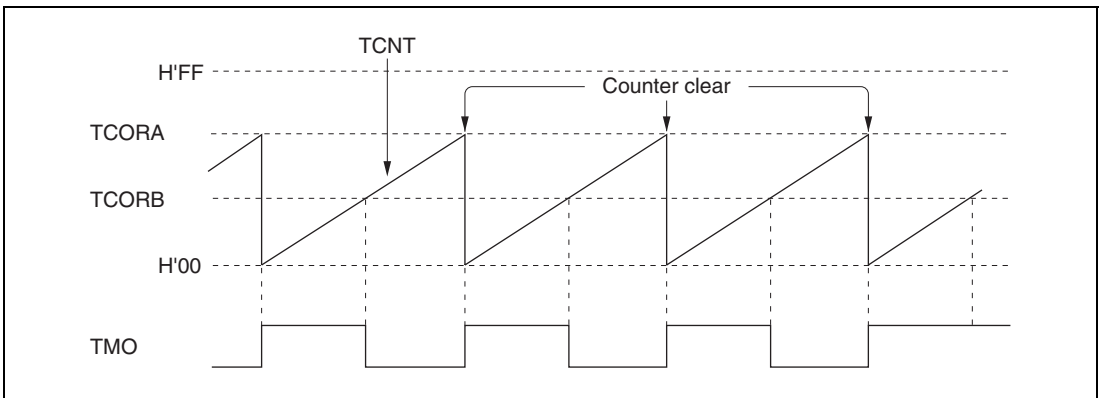 TCNT
H'FF
Counter clear
TCORA
TCORB
H'00
TMO